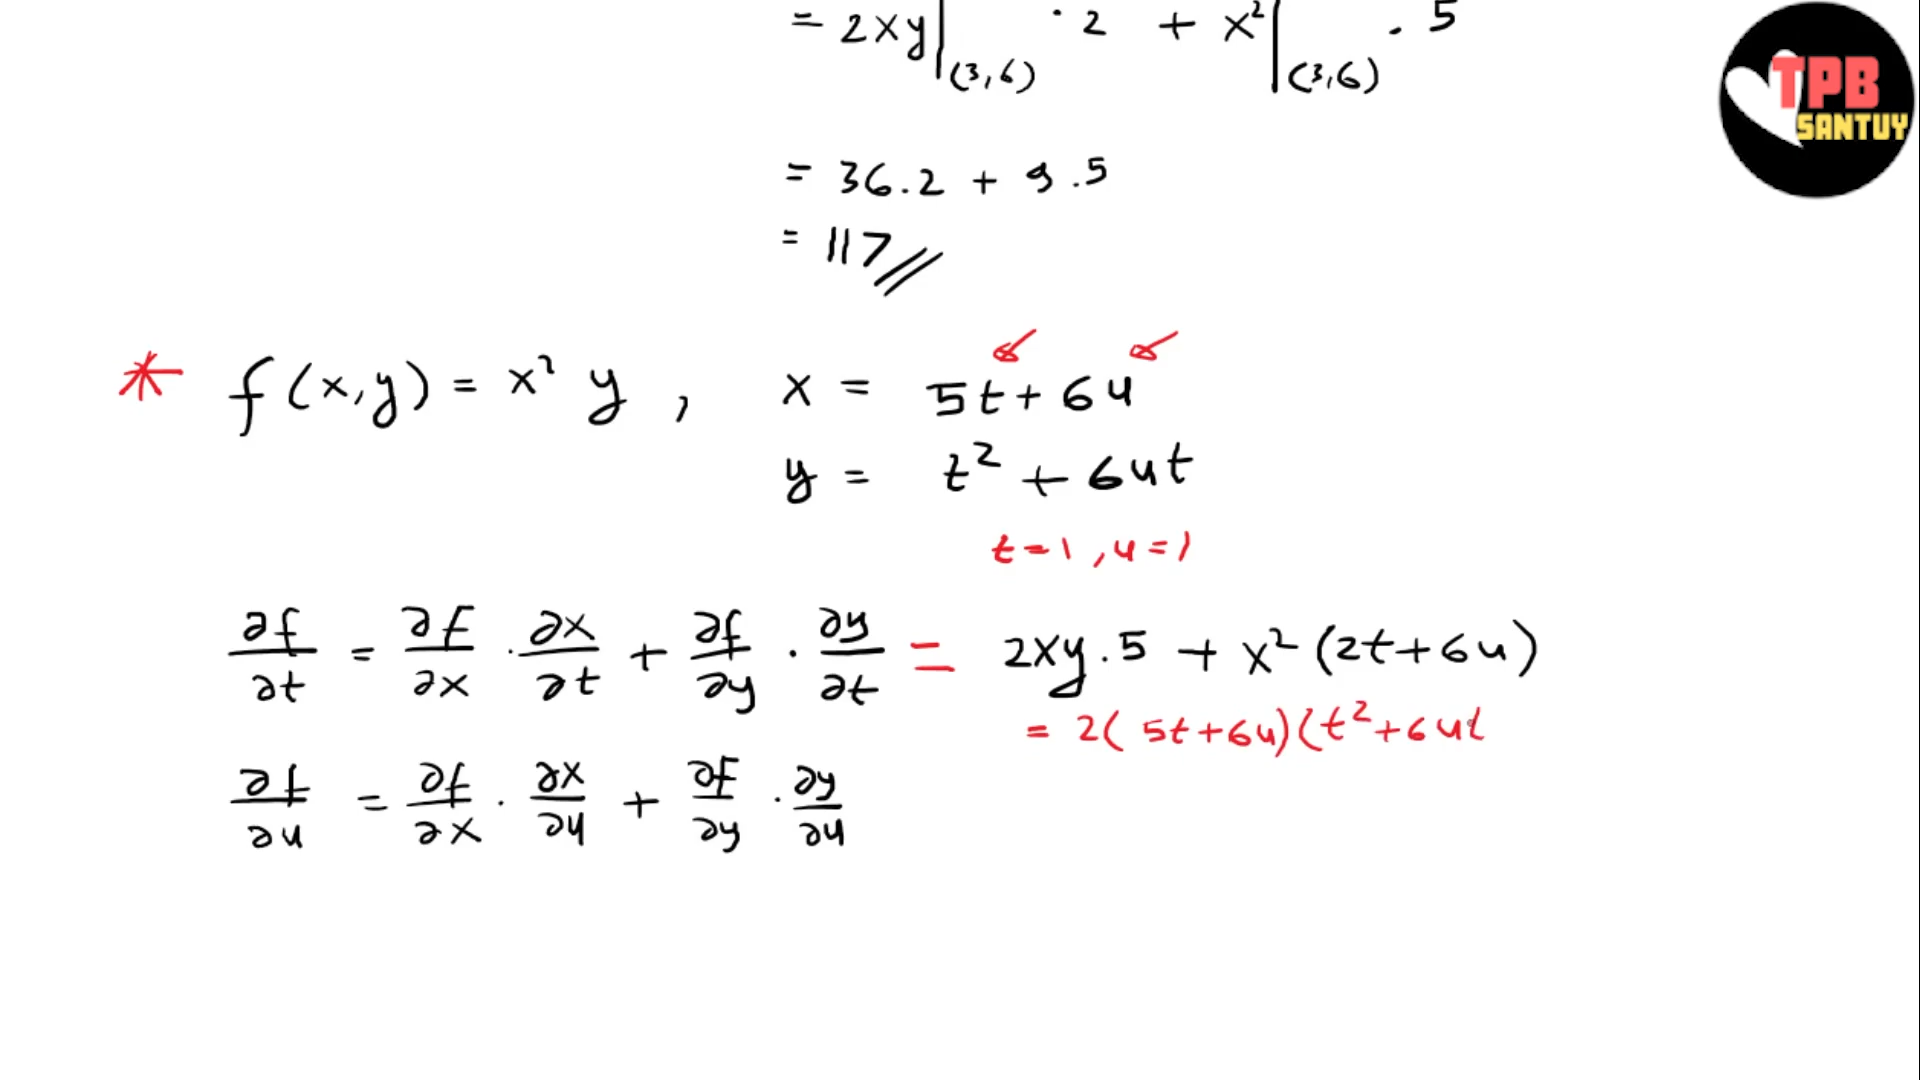 = 2xy|(3,6) · 2 + x²|(3,6) · 5
TPB
SANTUY
= 36.2 + 9.5
= 117
* f(x,y) = x² y , x = 5t + 6u
y = t² + 6ut
t = 1 , u = 1
∂f/∂t = ∂f/∂x · ∂x/∂t + ∂f/∂y · ∂y/∂t = 2xy.5 + x² (2t+6u)
= 2( 5t+6u)(t²+6ut
∂f/∂u = ∂f/∂x · ∂x/∂u + ∂f/∂y · ∂y/∂u